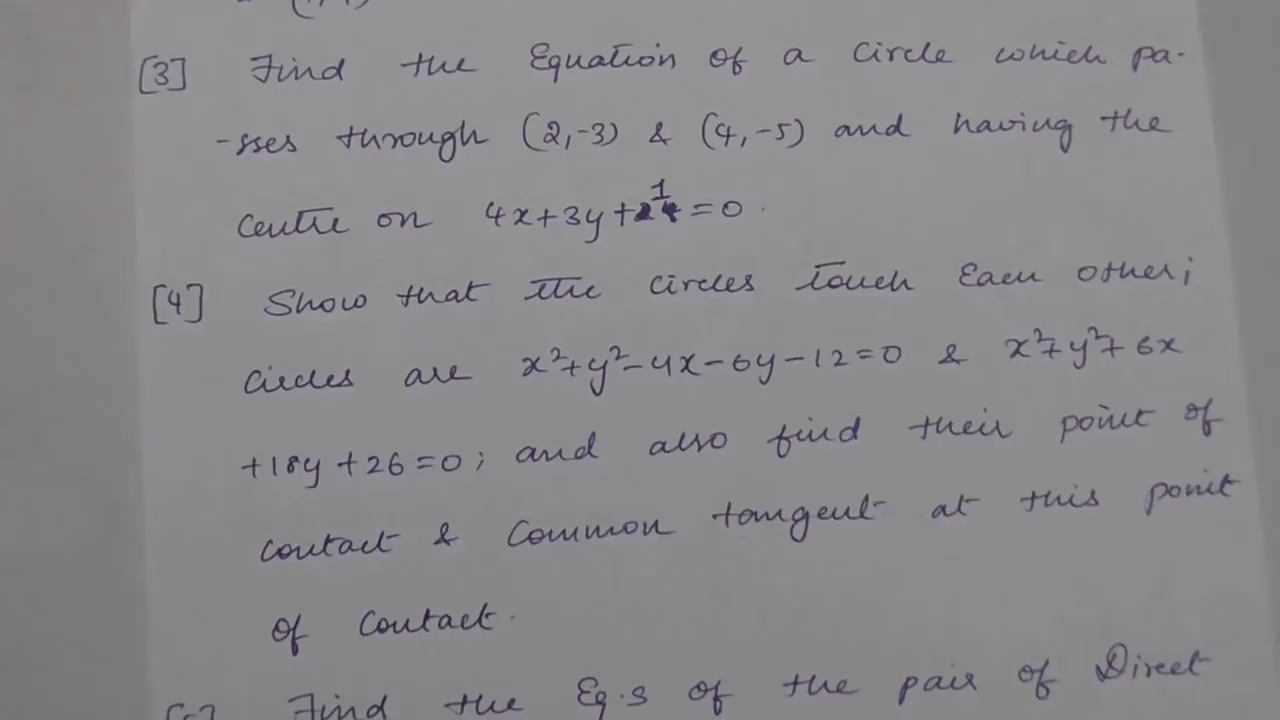 [3] Find the Equation of a circle which pa-
-sses through (2,-3) & (4,-5) and having the
centre on 4x+3y+1=0.
[4] Show that the circles touch Each other;
circles are x²+y²-4x-6y-12=0 & x²+y²+6x
+18y+26=0; and also find their point of
contact & Common tangent at this point
of Contact.
Find the Eq.s of the pair of Direct